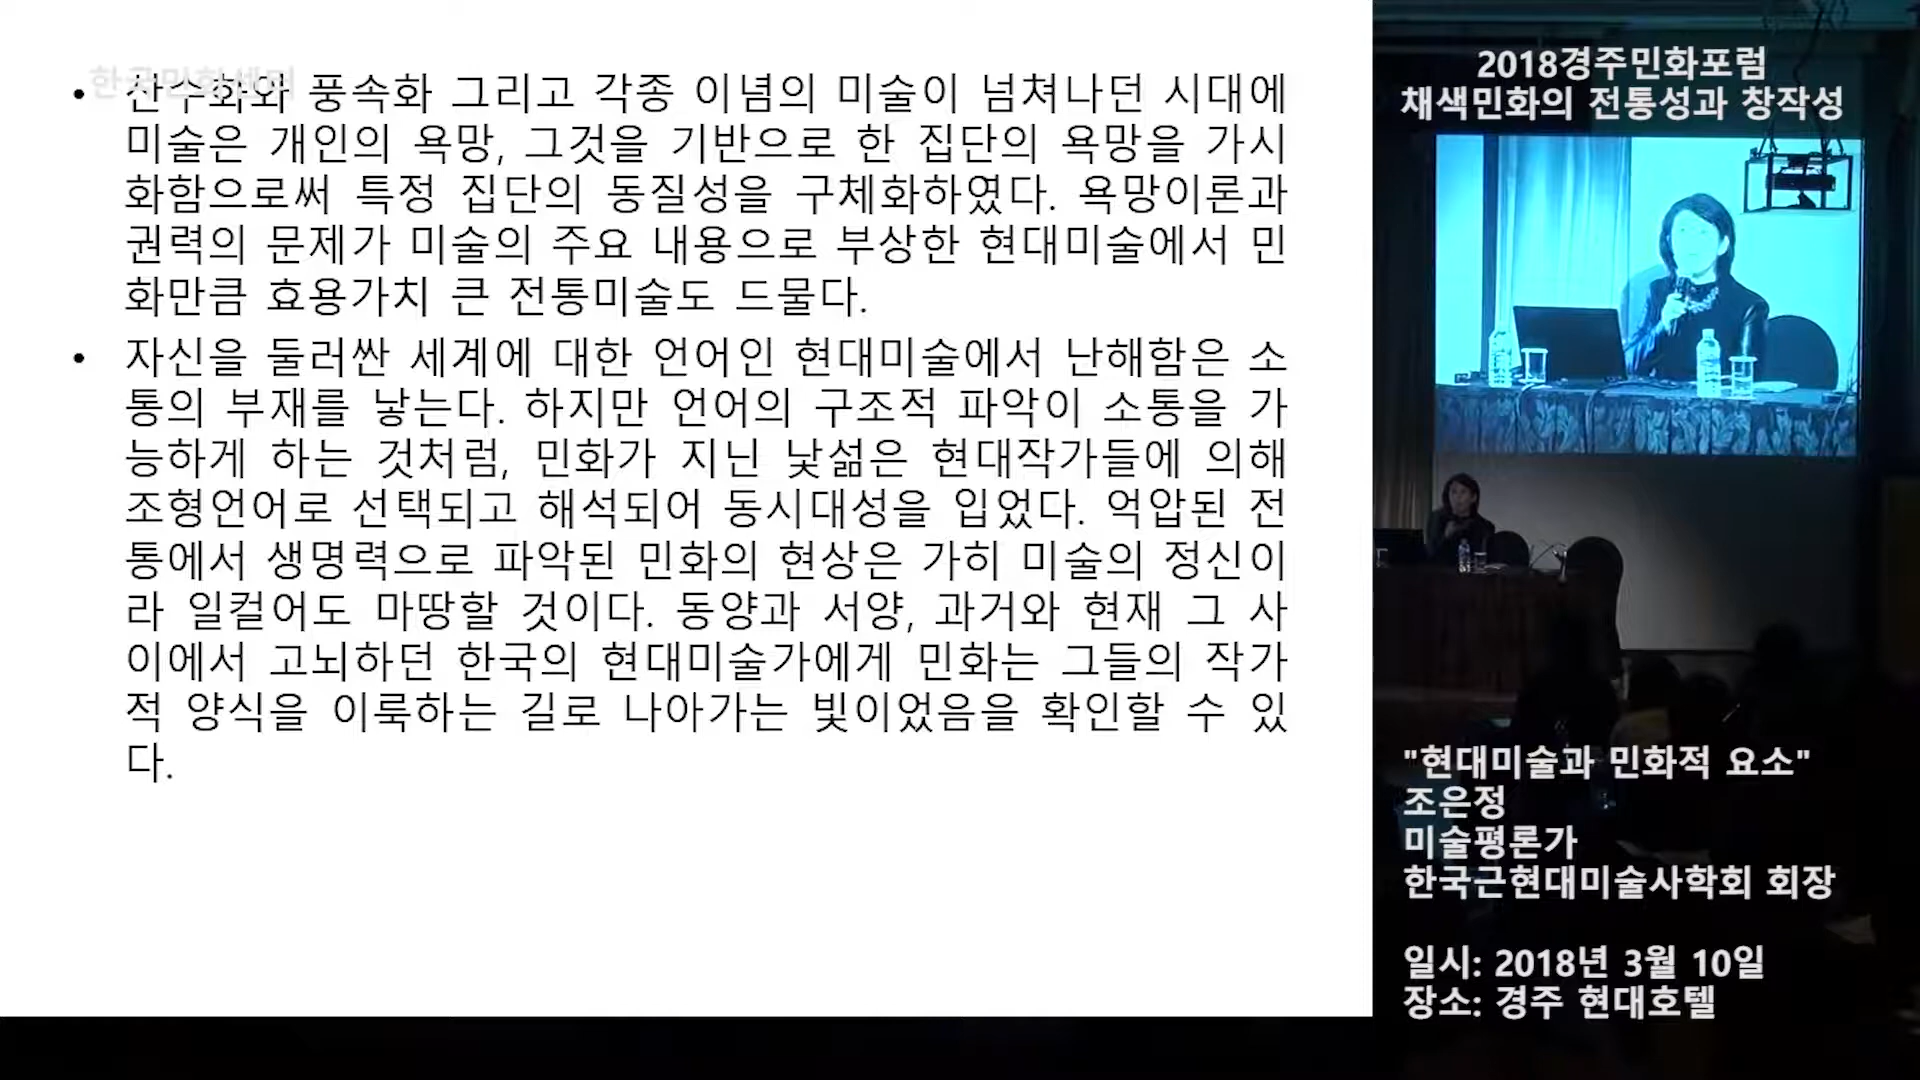 한국민화센터
• 산수화와 풍속화 그리고 각종 이념의 미술이 넘쳐나던 시대에
미술은 개인의 욕망, 그것을 기반으로 한 집단의 욕망을 가시
화함으로써 특정 집단의 동질성을 구체화하였다. 욕망이론과
권력의 문제가 미술의 주요 내용으로 부상한 현대미술에서 민
화만큼 효용가치 큰 전통미술도 드물다.
• 자신을 둘러싼 세계에 대한 언어인 현대미술에서 난해함은 소
통의 부재를 낳는다. 하지만 언어의 구조적 파악이 소통을 가
능하게 하는 것처럼, 민화가 지닌 낯섦은 현대작가들에 의해
조형언어로 선택되고 해석되어 동시대성을 입었다. 억압된 전
통에서 생명력으로 파악된 민화의 현상은 가히 미술의 정신이
라 일컬어도 마땅할 것이다. 동양과 서양, 과거와 현재 그 사
이에서 고뇌하던 한국의 현대미술가에게 민화는 그들의 작가
적 양식을 이룩하는 길로 나아가는 빛이었음을 확인할 수 있
다.
2018경주민화포럼
채색민화의 전통성과 창작성
"현대미술과 민화적 요소"
조은정
미술평론가
한국근현대미술사학회 회장
일시: 2018년 3월 10일
장소: 경주 현대호텔